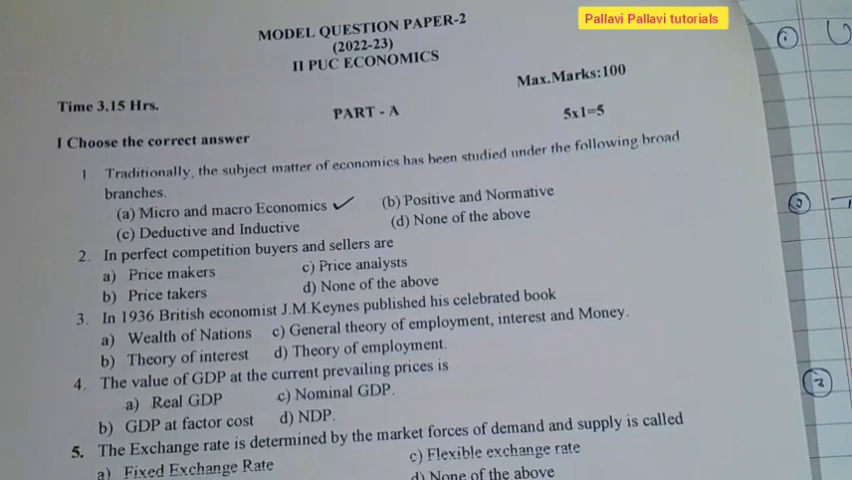 Pallavi Pallavi tutorials
MODEL QUESTION PAPER-2
(2022-23)
II PUC ECONOMICS
Max.Marks:100
Time 3.15 Hrs.
PART - A
5x1=5
I Choose the correct answer
1 Traditionally, the subject matter of economics has been studied under the following broad
branches.
(a) Micro and macro Economics (b) Positive and Normative
(c) Deductive and Inductive (d) None of the above
2. In perfect competition buyers and sellers are
a) Price makers c) Price analysts
b) Price takers d) None of the above
3. In 1936 British economist J.M.Keynes published his celebrated book
a) Wealth of Nations c) General theory of employment, interest and Money.
b) Theory of interest d) Theory of employment.
4. The value of GDP at the current prevailing prices is
a) Real GDP c) Nominal GDP.
b) GDP at factor cost d) NDP.
5. The Exchange rate is determined by the market forces of demand and supply is called
a) Fixed Exchange Rate c) Flexible exchange rate
d) None of the above
1
2
3